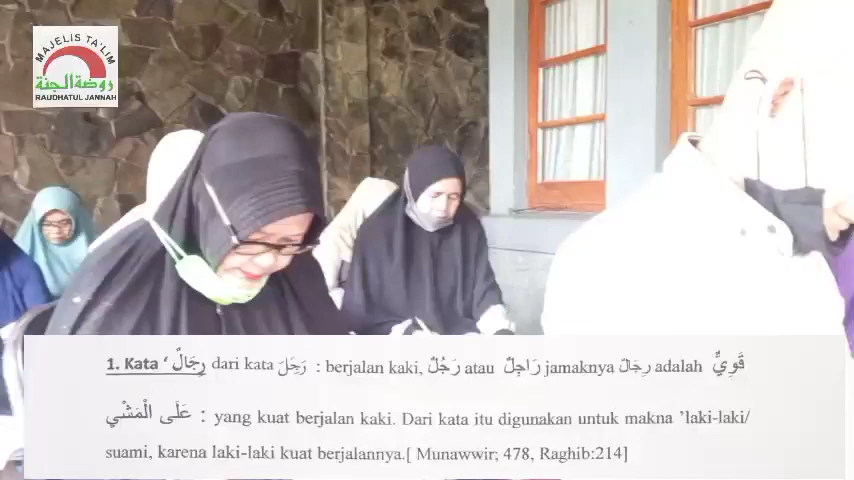 MAJELIS TA'LIM
روضة الجنة
RAUDHATUL JANNAH
1. Kata ‘ رِجَالٌ dari kata رَجَلَ : berjalan kaki, رَجُلٌ atau رَاجِلٌ jamaknya رِجَالٌ adalah قَوِيٌّ
عَلَى الْمَشْيِ : yang kuat berjalan kaki. Dari kata itu digunakan untuk makna ’laki-laki/
suami, karena laki-laki kuat berjalannya.[ Munawwir; 478, Raghib:214]